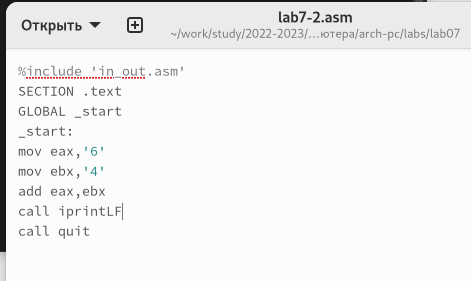 Открыть
lab7-2.asm
~/work/study/2022-2023/…ютера/arch-pc/labs/lab07
%include 'in_out.asm'
SECTION .text
GLOBAL _start
_start:
mov eax,'6'
mov ebx,'4'
add eax,ebx
call iprintLF
call quit